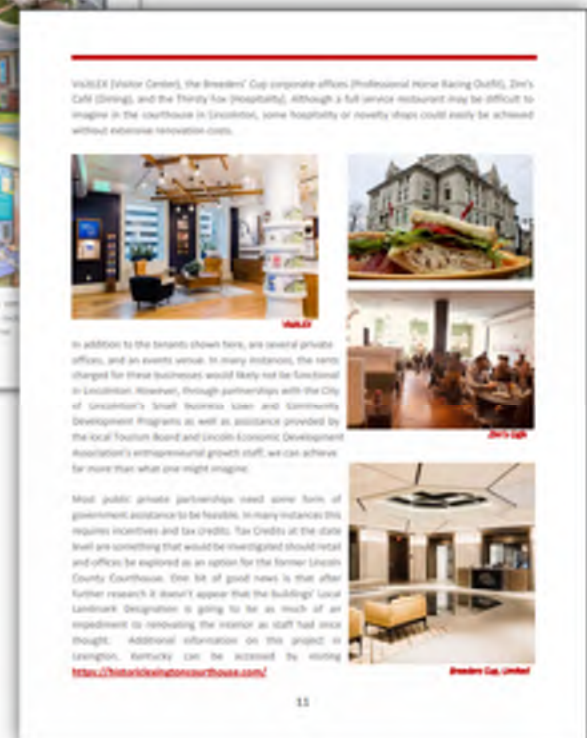 VisitLEX (Visitor Center), the Breeders' Cup corporate offices (Professional Horse Racing Outfit), Zim's
Café (Dining), and the Thirsty Fox (Hospitality). Although a full service restaurant may be difficult to
imagine in the courthouse in Lincolnton, some hospitality or novelty shops could easily be achieved
without extensive renovation costs.
VisitLEX
In addition to the tenants shown here, are several private
offices, and an events venue. In many instances, the rents
charged for these businesses would likely not be functional
in Lincolnton. However, through partnerships with the City
of Lincolnton's Small Business Loan and Community
Development Programs as well as assistance provided by
the local Tourism Board and Lincoln Economic Development
Association's entrepreneurial growth staff, we can achieve
far more than what one might imagine.
Zim's Cafe
Most public private partnerships need some form of
government assistance to be feasible. In many instances this
requires incentives and tax credits. Tax Credits at the state
level are something that would be investigated should retail
and offices be explored as an option for the former Lincoln
County Courthouse. One bit of good news is that after
further research it doesn't appear that the buildings' Local
Landmark Designation is going to be as much of an
impediment to renovating the interior as staff had once
thought. Additional information on this project in
Lexington, Kentucky can be accessed by visiting
https://historiclexingtoncourthouse.com/
Breeders Cup, Limited
11